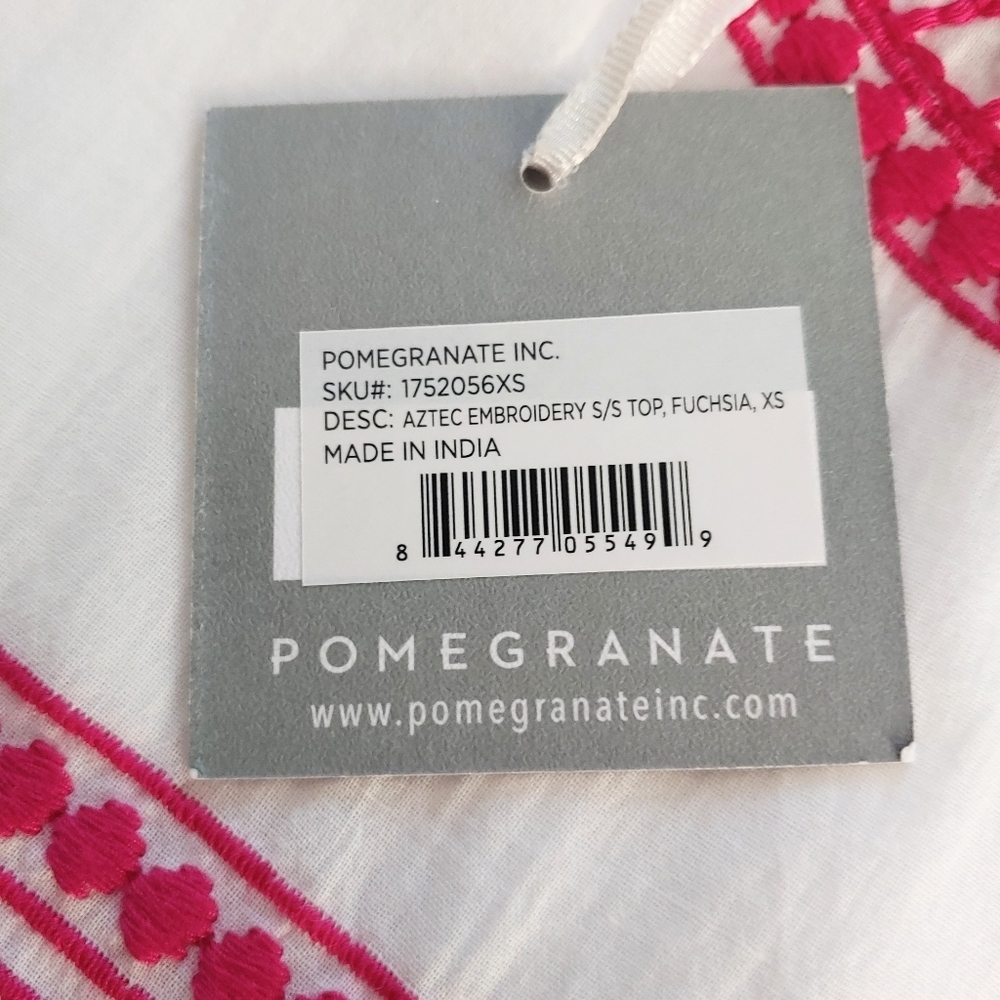 POMEGRANATE INC.
SKU#: 1752056XS
DESC: AZTEC EMBROIDERY S/S TOP, FUCHSIA, XS
MADE IN INDIA
8 44277 05549 9
POMEGRANATE
www.pomegranateinc.com